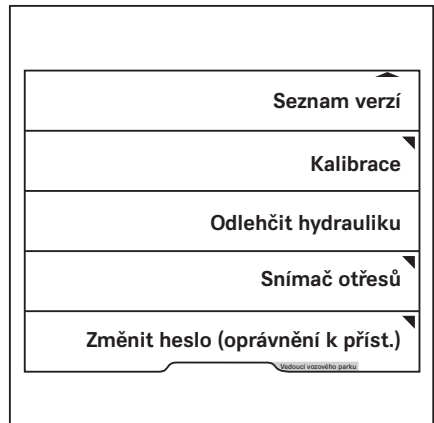 Seznam verzí
Kalibrace
Odlehčit hydrauliku
Snímač otřesů
Změnit heslo (oprávnění k příst.)
Vedoucí vozového parku